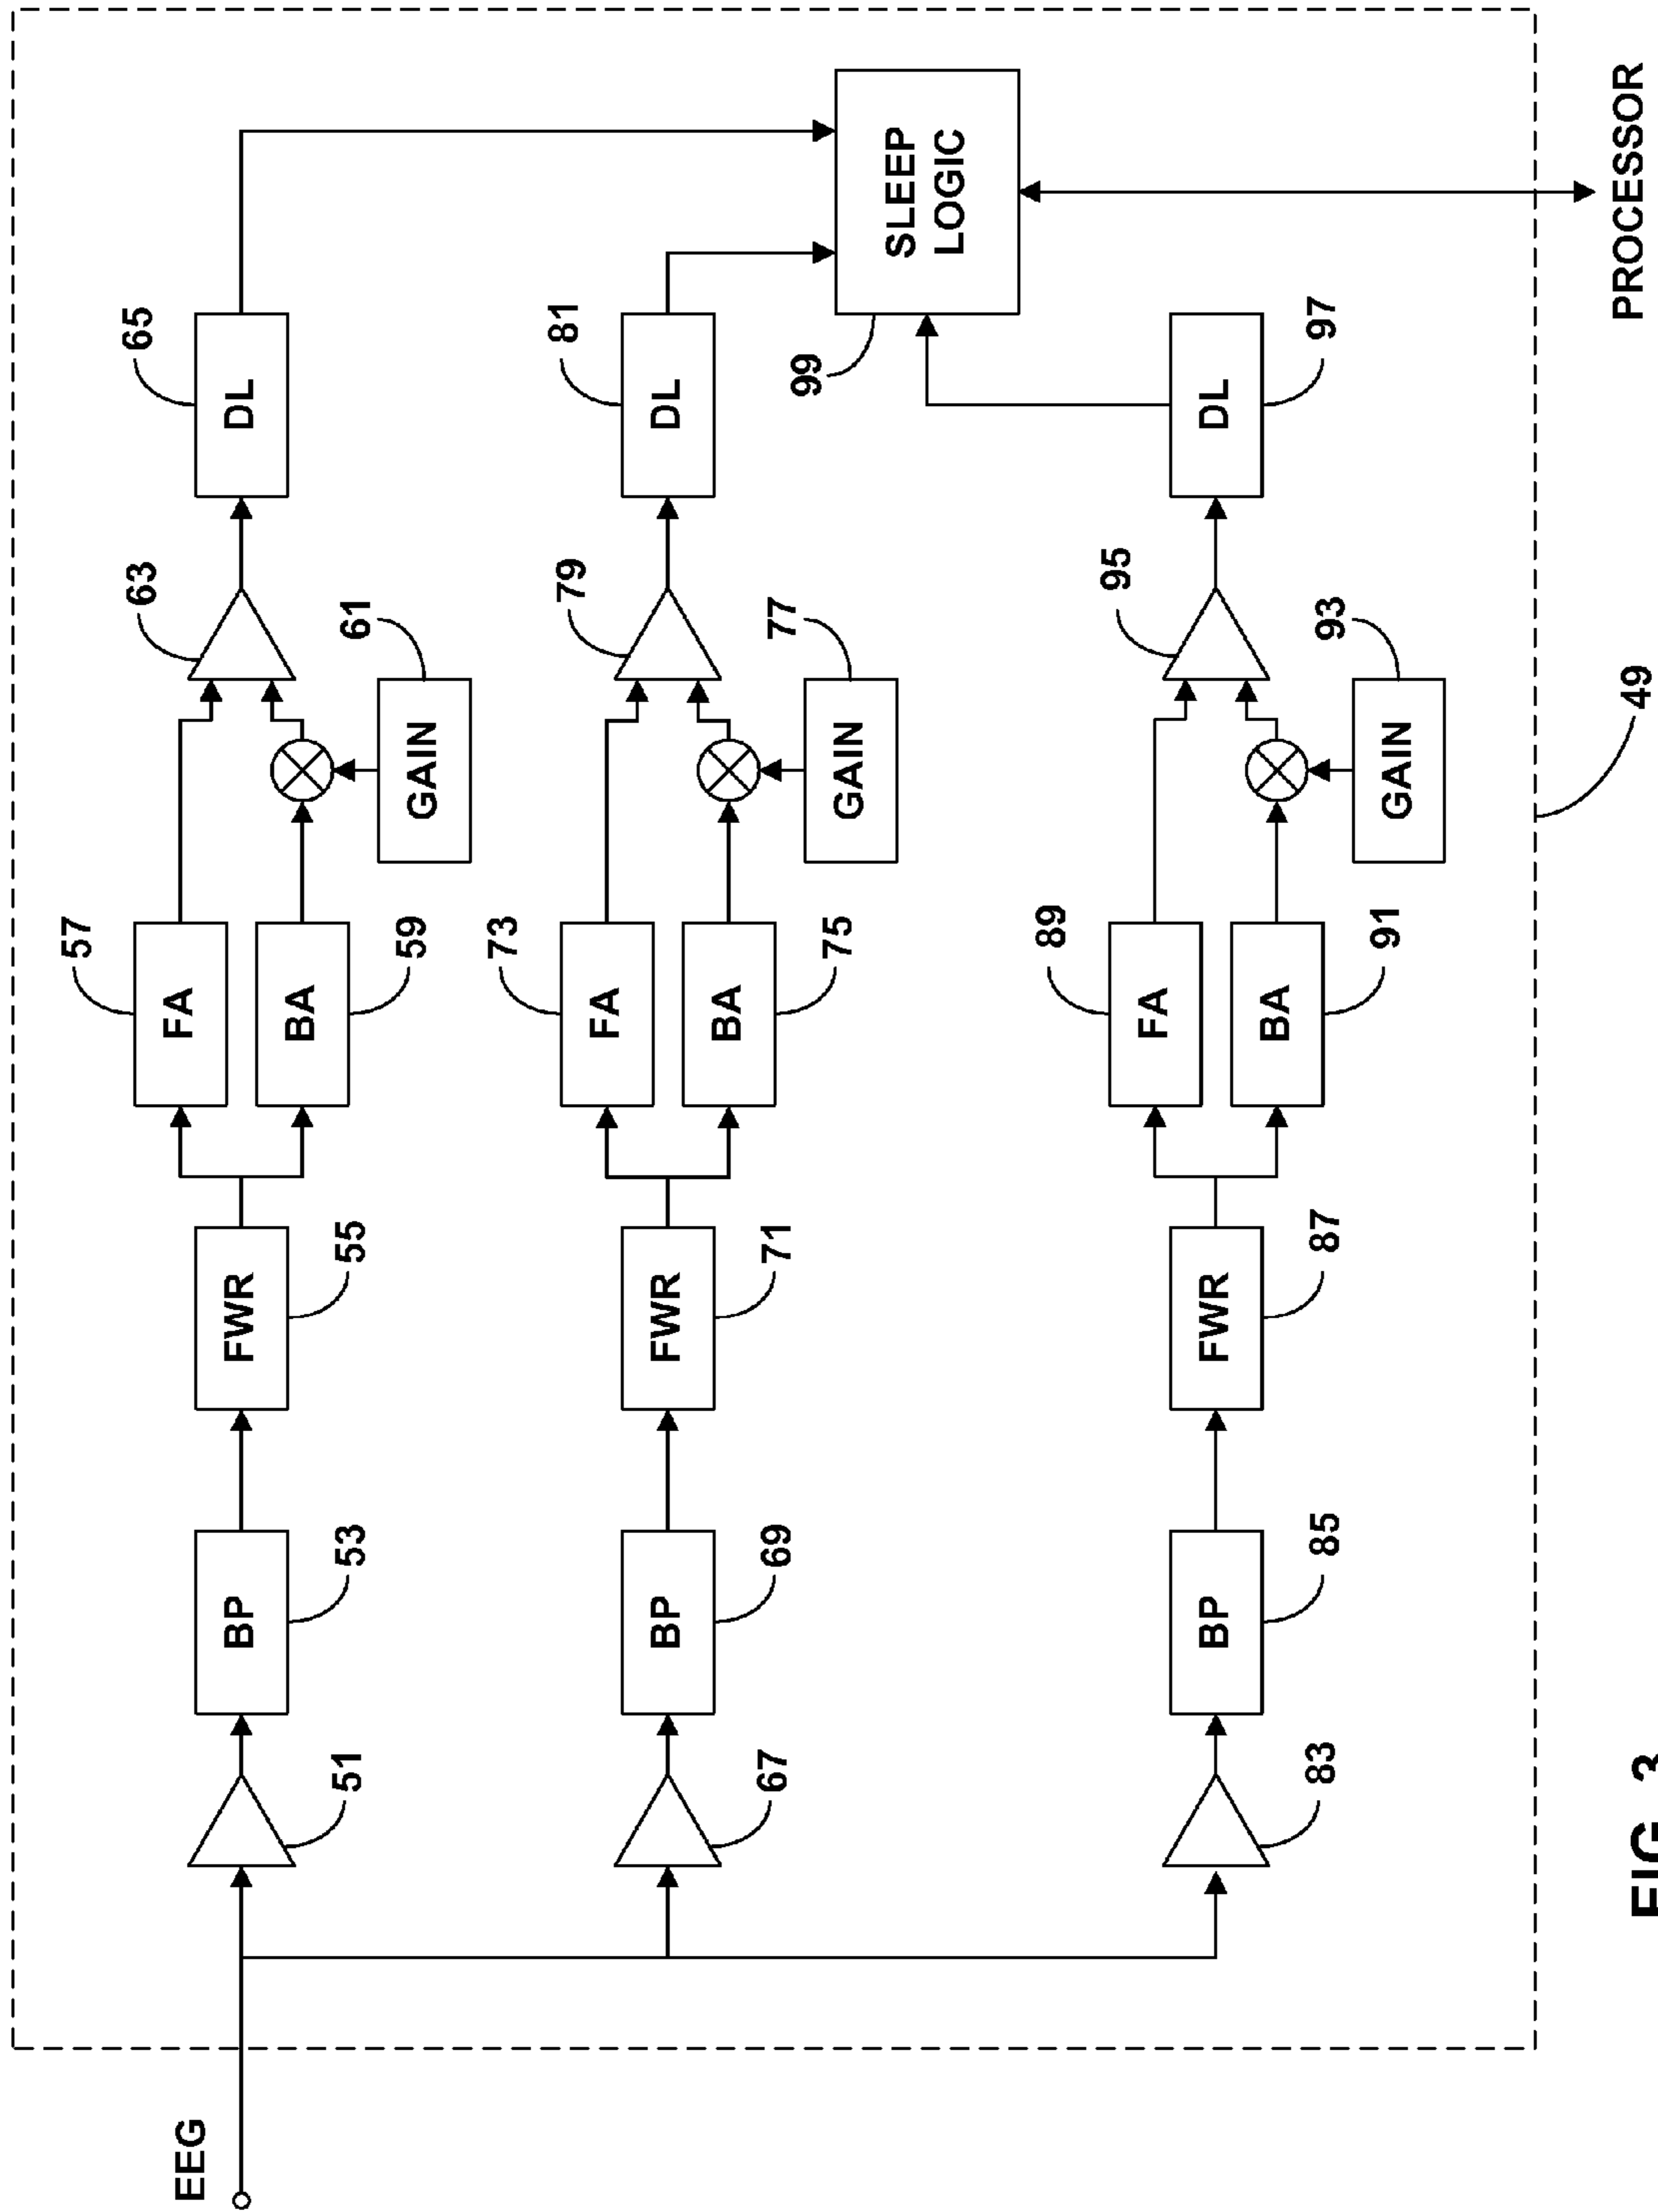 EEG
51
BP
53
FWR
55
FA
57
BA
59
GAIN
61
63
DL
65
67
BP
69
FWR
71
FA
73
BA
75
GAIN
77
79
DL
81
83
BP
85
FWR
87
FA
89
BA
91
GAIN
93
95
DL
97
SLEEP
LOGIC
99
49
PROCESSOR
FIG. 3